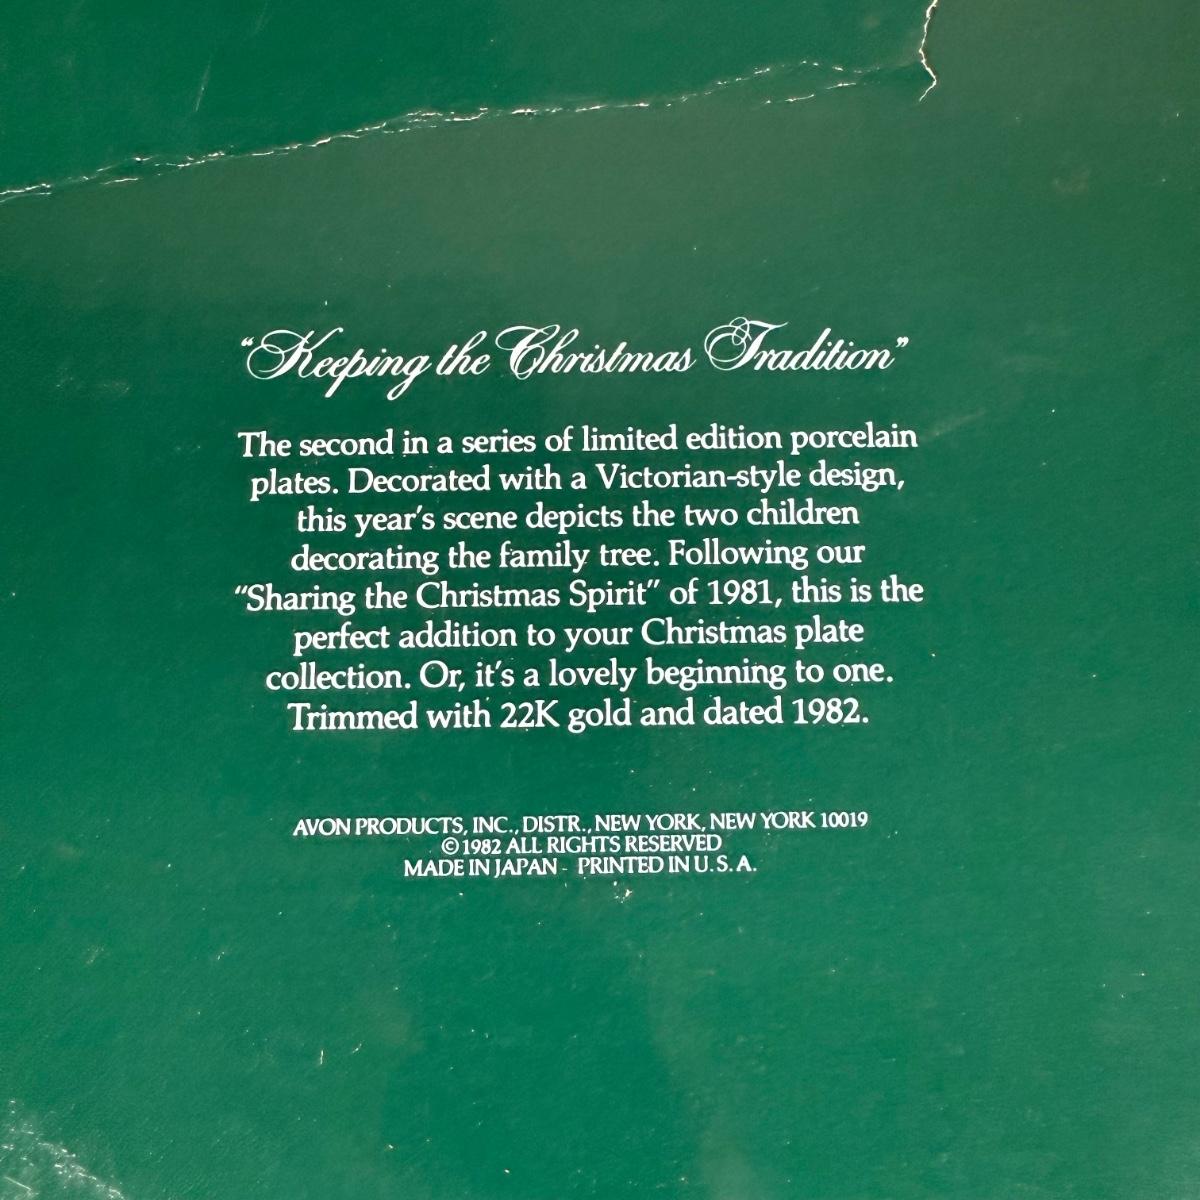 “Keeping the Christmas Tradition”
The second in a series of limited edition porcelain
plates. Decorated with a Victorian-style design,
this year's scene depicts the two children
decorating the family tree. Following our
“Sharing the Christmas Spirit” of 1981, this is the
perfect addition to your Christmas plate
collection. Or, it's a lovely beginning to one.
Trimmed with 22K gold and dated 1982.
AVON PRODUCTS, INC., DISTR., NEW YORK, NEW YORK 10019
©1982 ALL RIGHTS RESERVED
MADE IN JAPAN - PRINTED IN U.S.A.